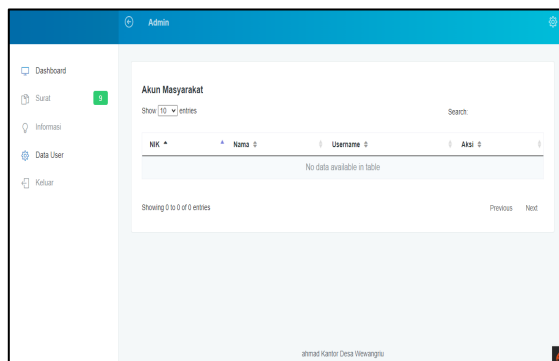 Admin
Dashboard
Surat 9
Informasi
Data User
Keluar
Akun Masyarakat
Show 10 entries
Search:
NIK Nama Username Aksi
No data available in table
Showing 0 to 0 of 0 entries
Previous Next
ahmad Kantor Desa Wewangriu